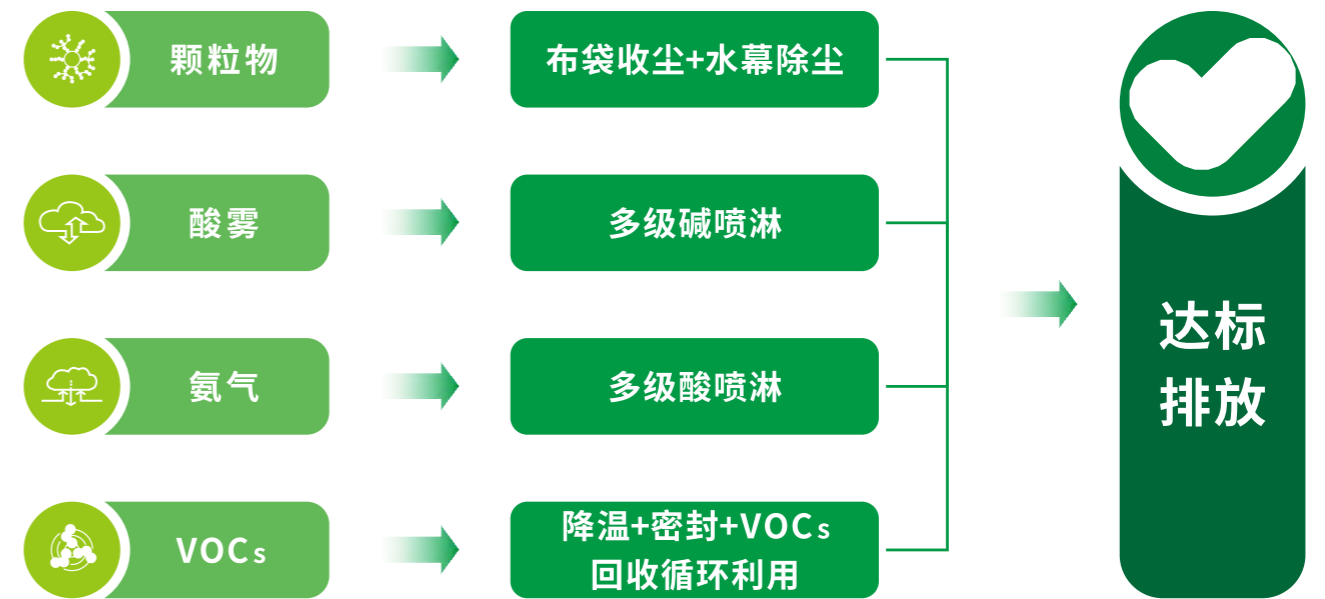 颗粒物
布袋收尘+水幕除尘
酸雾
多级碱喷淋
氨气
多级酸喷淋
VOCs
降温+密封+VOCs
回收循环利用
达标
排放